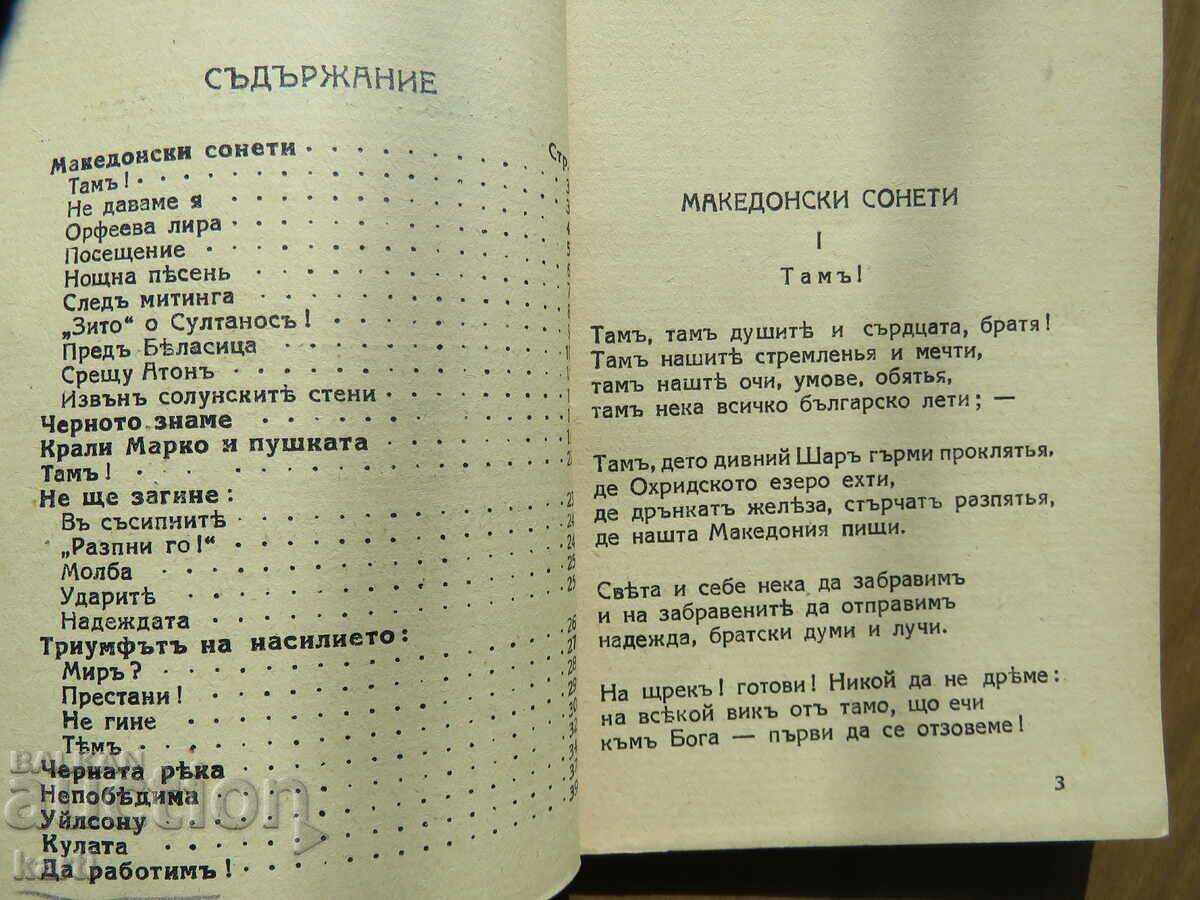 СЪДЪРЖАНИЕ
Македонски сонети Стр.
Тамъ!
Не даваме я
Орфеева лира
Посещение
Нощна пѣсень
Следъ митинга
„Зито“ о Султаносъ!
Предъ Бѣласица
Срещу Атонъ
Извънъ солунскитѣ стени
Черното знаме
Крали Марко и пушката
Тамъ!
Не ще загине:
Въ съсипнитѣ
„Разпни го!“
Молба
Ударитѣ
Надеждата
Триумфътъ на насилието:
Миръ?
Престани!
Не гине
Тѣмъ
Черната рѣка
Непобѣдима
Уйлсону
Кулата
Да работимъ!
МАКЕДОНСКИ СОНЕТИ
I
Тамъ!
Тамъ, тамъ душитѣ и сърдцата, братя!
Тамъ нашитѣ стремленья и мечти,
тамъ наштѣ очи, умове, обятья,
тамъ нека всичко българско лети; —
Тамъ, дето дивний Шаръ гърми проклятья,
де Охридското езеро ехти,
де дрънкатъ желѣза, стърчатъ разпятья,
де нашта Македония пищи.
Свѣта и себе нека да забравимъ
и на забравенитѣ да отправимъ
надежда, братски думи и лучи.
На щрекъ! готови! Никой да не дрѣме:
на всѣкой викъ отъ тамо, що ечи
къмъ Бога — първи да се отзовеме!
3
BALKAN
auction
karti